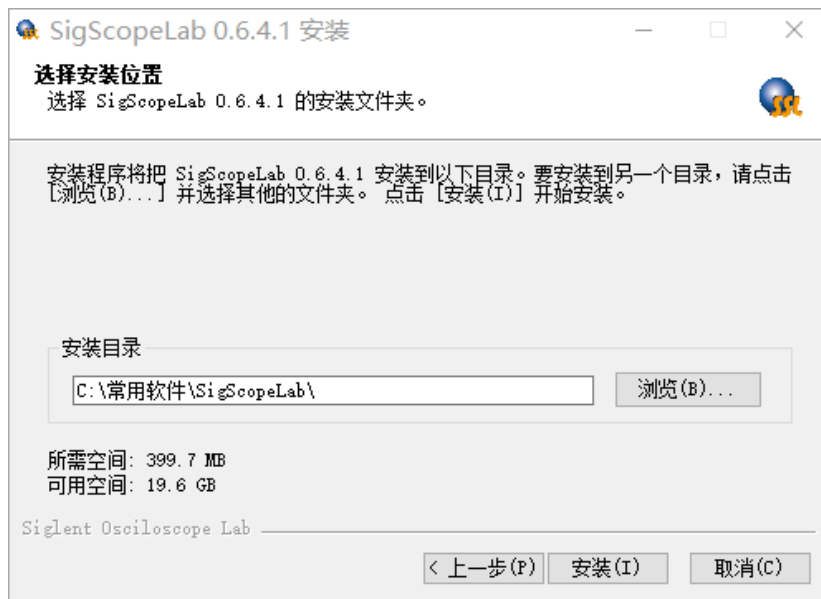 SigScopeLab 0.6.4.1 安装
选择安装位置
选择 SigScopeLab 0.6.4.1 的安装文件夹。
SSL
安装程序将把 SigScopeLab 0.6.4.1 安装到以下目录。要安装到另一个目录，请点击
[浏览(B)...] 并选择其他的文件夹。 点击 [安装(I)] 开始安装。
安装目录
C:\常用软件\SigScopeLab\
浏览(B)...
所需空间: 399.7 MB
可用空间: 19.6 GB
Siglent Osciloscope Lab
< 上一步(P)
安装(I)
取消(C)